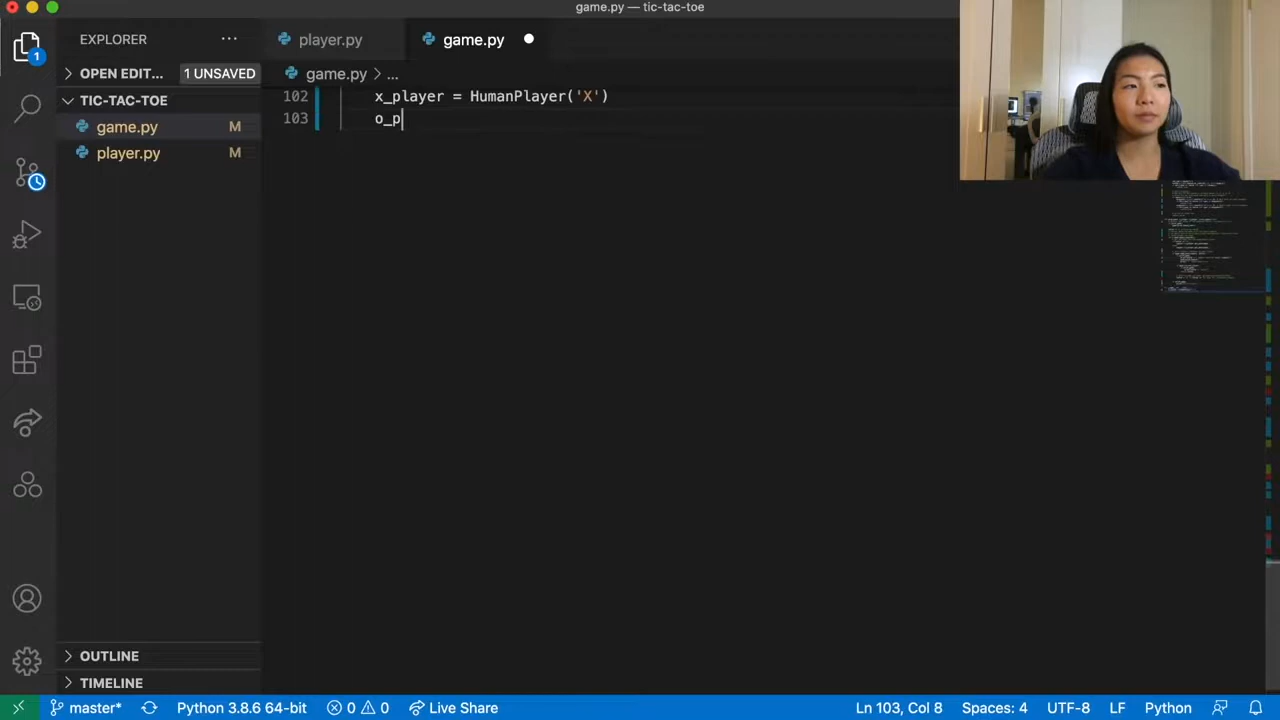 game.py — tic-tac-toe
EXPLORER
player.py
game.py
OPEN EDIT... 1 UNSAVED
game.py > ...
TIC-TAC-TOE
102 x_player = HumanPlayer('X')
103 o_p
game.py M
player.py M
1
OUTLINE
TIMELINE
master* Python 3.8.6 64-bit 0 0 Live Share Ln 103, Col 8 Spaces: 4 UTF-8 LF Python